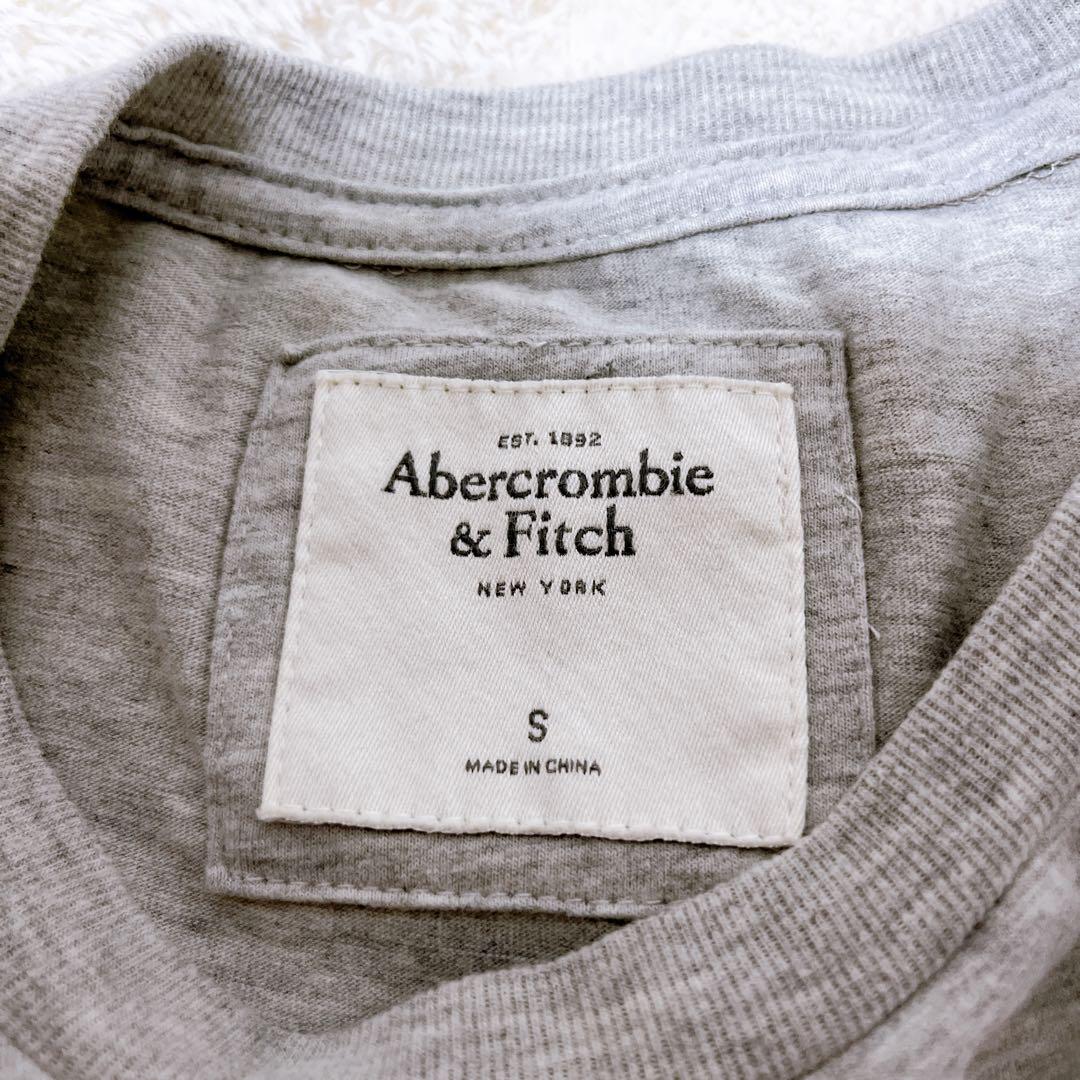 EST. 1892
Abercrombie
& Fitch
NEW YORK
S
MADE IN CHINA